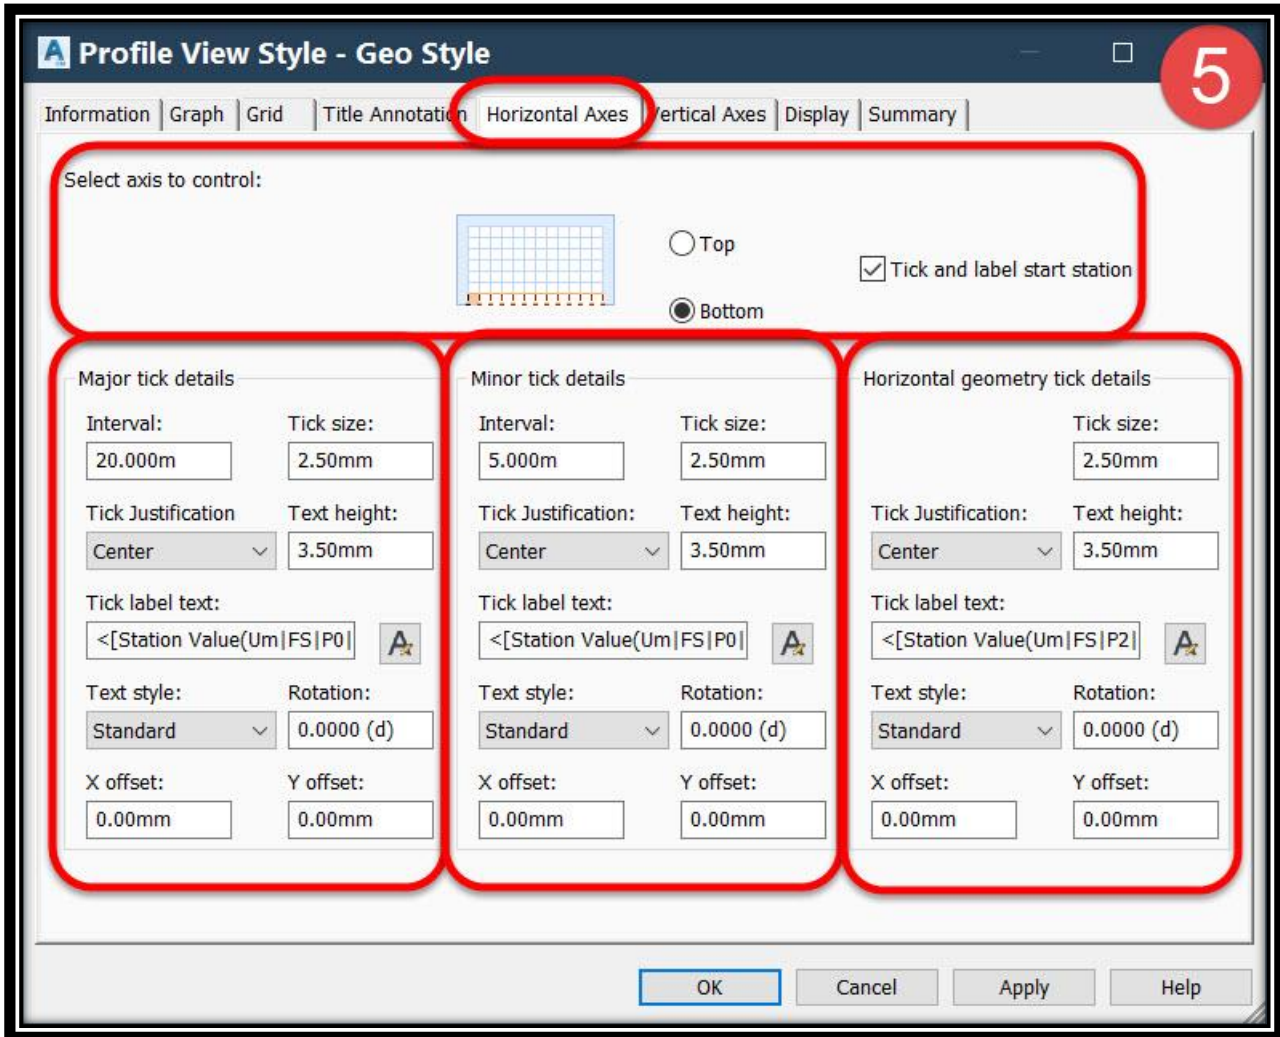 Profile View Style - Geo Style
5
Information Graph Grid Title Annotation Horizontal Axes Vertical Axes Display Summary
Select axis to control:
Top
Tick and label start station
Bottom
Major tick details
Interval: Tick size:
20.000m 2.50mm
Tick Justification Text height:
Center 3.50mm
Tick label text:
<[Station Value(Um|FS|P0|
Text style: Rotation:
Standard 0.0000 (d)
X offset: Y offset:
0.00mm 0.00mm
Minor tick details
Interval: Tick size:
5.000m 2.50mm
Tick Justification: Text height:
Center 3.50mm
Tick label text:
<[Station Value(Um|FS|P0|
Text style: Rotation:
Standard 0.0000 (d)
X offset: Y offset:
0.00mm 0.00mm
Horizontal geometry tick details
Tick size:
2.50mm
Tick Justification: Text height:
Center 3.50mm
Tick label text:
<[Station Value(Um|FS|P2|
Text style: Rotation:
Standard 0.0000 (d)
X offset: Y offset:
0.00mm 0.00mm
OK Cancel Apply Help